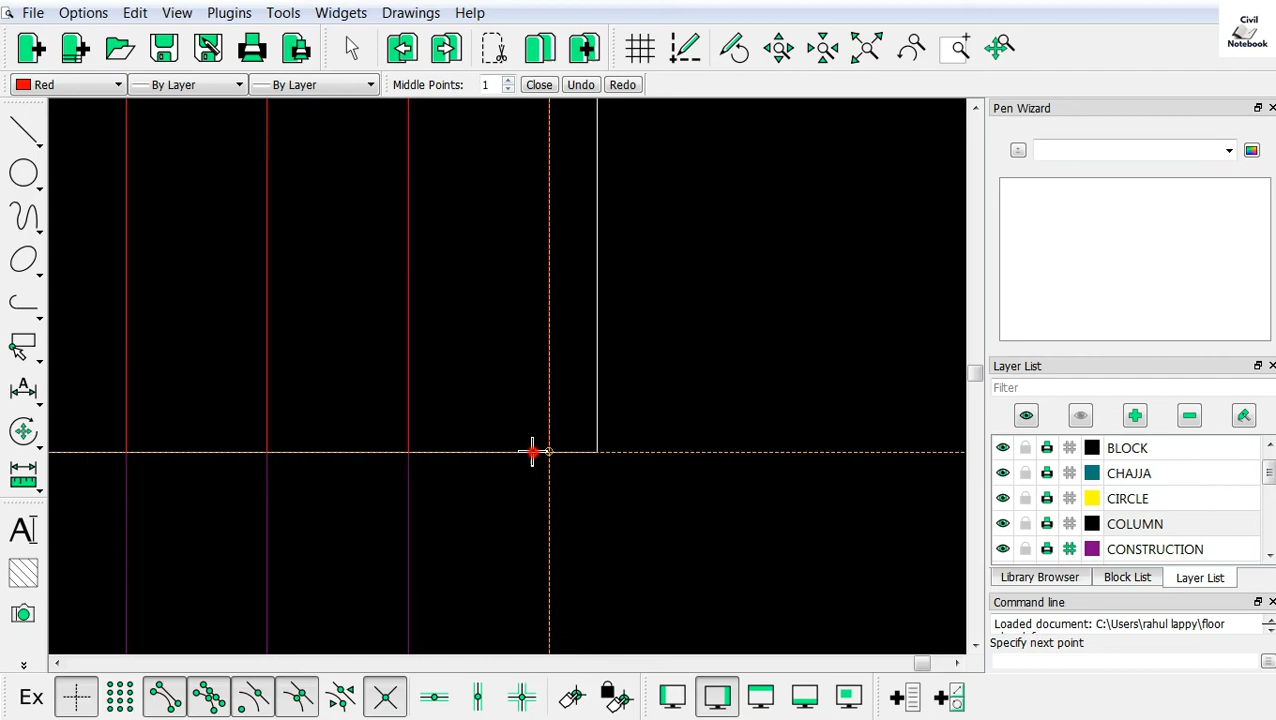 File Options Edit View Plugins Tools Widgets Drawings Help
Civil
Notebook
Red By Layer By Layer Middle Points: 1 Close Undo Redo
Pen Wizard
Layer List
Filter
BLOCK
CHAJJA
CIRCLE
COLUMN
CONSTRUCTION
Library Browser Block List Layer List
Command line
Loaded document: C:\Users\rahul lappy\floor
Specify next point
A
A
Ex